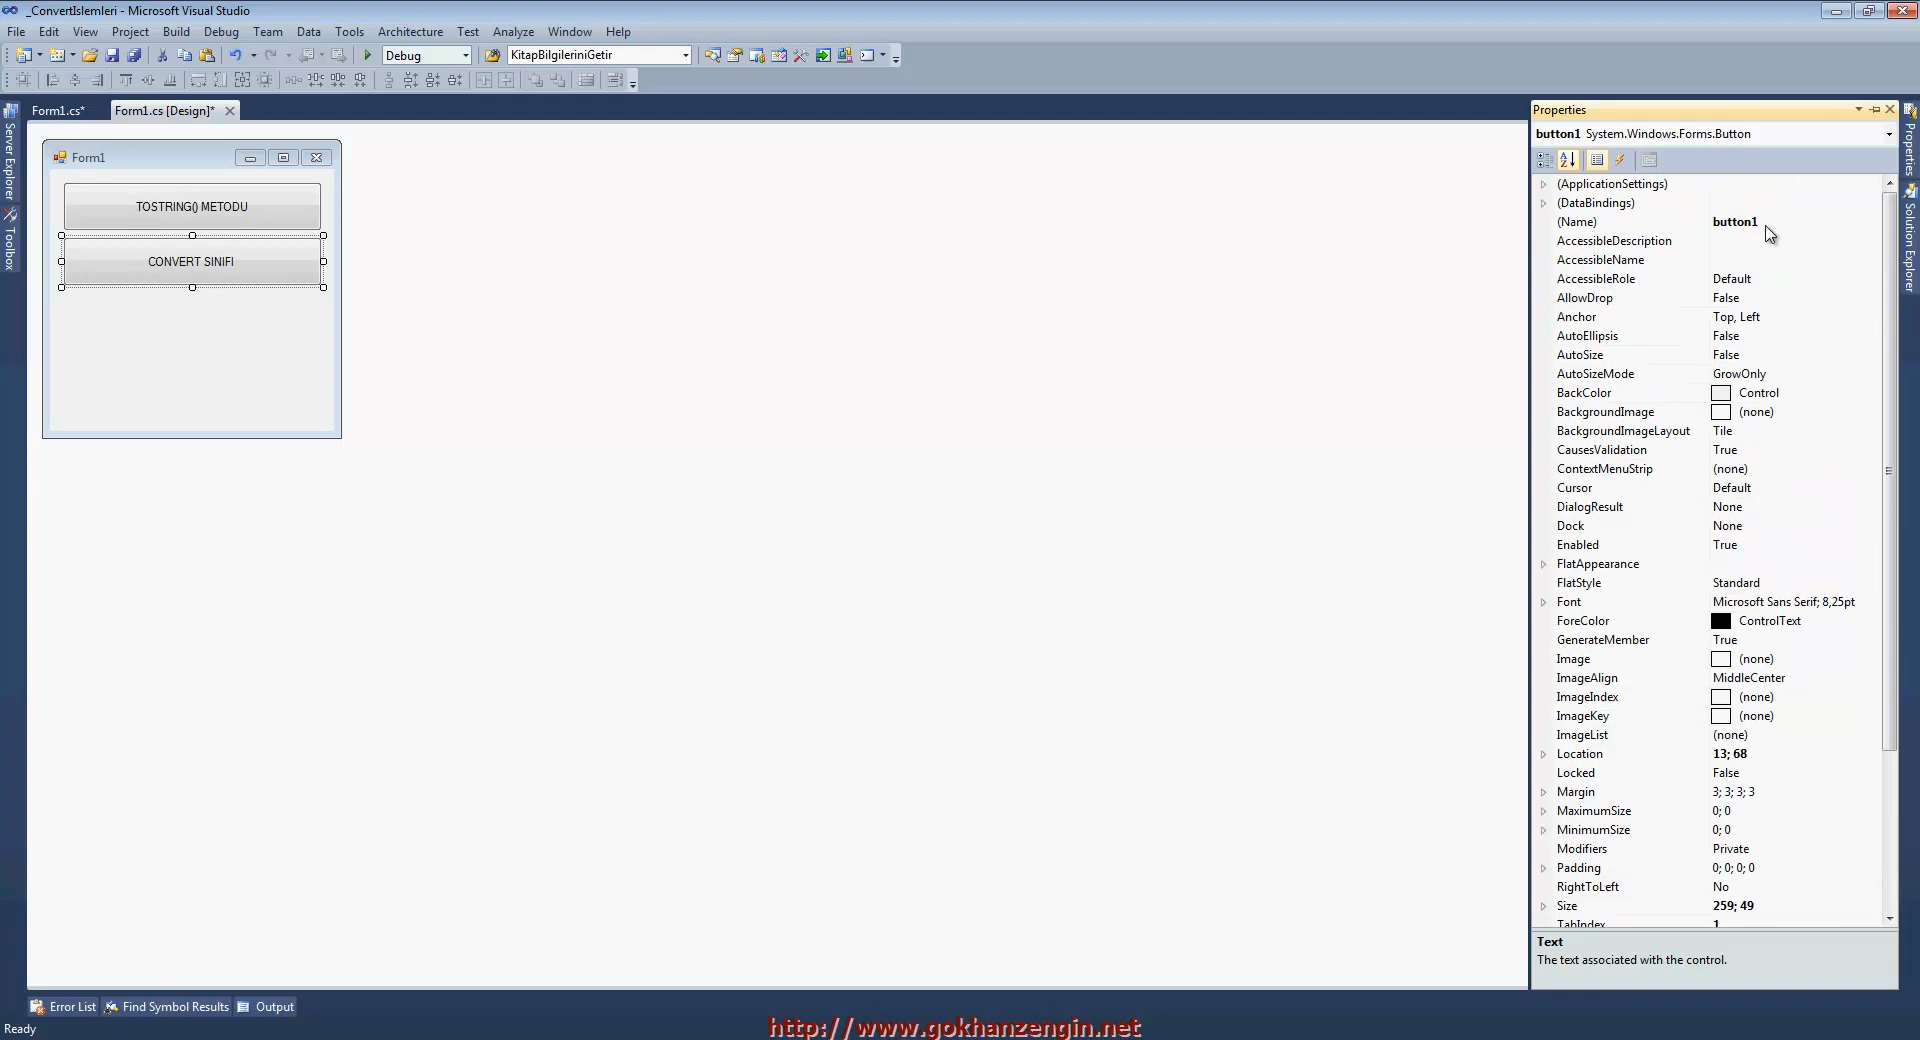 _ConvertIslemleri - Microsoft Visual Studio
File Edit View Project Build Debug Team Data Tools Architecture Test Analyze Window Help
Debug KitapBilgileriniGetir
Form1.cs* Form1.cs [Design]*
Server Explorer
Toolbox
Form1
TOSTRING() METODU
CONVERT SINIFI
Properties
button1 System.Windows.Forms.Button
(ApplicationSettings)
(DataBindings)
(Name) button1
AccessibleDescription
AccessibleName
AccessibleRole Default
AllowDrop False
Anchor Top, Left
AutoEllipsis False
AutoSize False
AutoSizeMode GrowOnly
BackColor Control
BackgroundImage (none)
BackgroundImageLayout Tile
CausesValidation True
ContextMenuStrip (none)
Cursor Default
DialogResult None
Dock None
Enabled True
FlatAppearance
FlatStyle Standard
Font Microsoft Sans Serif; 8,25pt
ForeColor ControlText
GenerateMember True
Image (none)
ImageAlign MiddleCenter
ImageIndex (none)
ImageKey (none)
ImageList (none)
Location 13; 68
Locked False
Margin 3; 3; 3; 3
MaximumSize 0; 0
MinimumSize 0; 0
Modifiers Private
Padding 0; 0; 0; 0
RightToLeft No
Size 259; 49
TabIndex 1
Text
The text associated with the control.
Properties
Solution Explorer
Error List Find Symbol Results Output
Ready
http://www.gokhanzengin.net